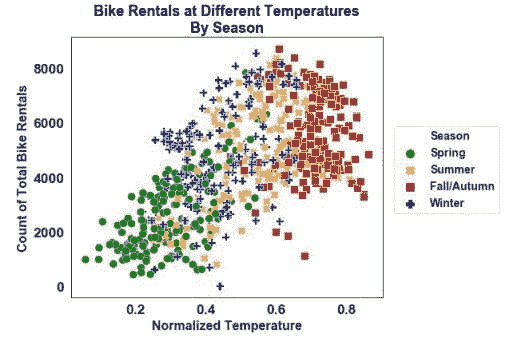 Bike Rentals at Different Temperatures
By Season
Count of Total Bike Rentals
8000
6000
4000
2000
0
0.2 0.4 0.6 0.8
Normalized Temperature
Season
Spring
Summer
Fall/Autumn
Winter